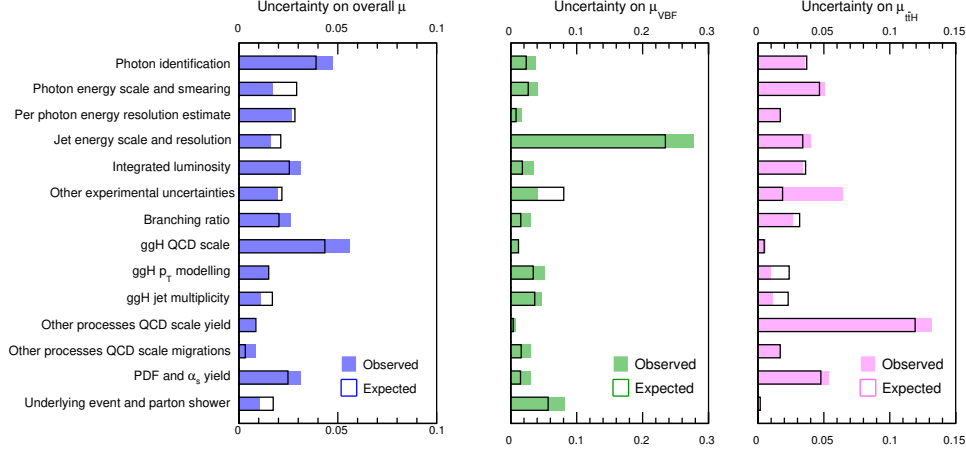 Uncertainty on overall μ
Uncertainty on μ_VBF
Uncertainty on μ_tt̄H
0 0.05 0.1
0 0.1 0.2 0.3
0 0.05 0.1 0.15
Photon identification
Photon energy scale and smearing
Per photon energy resolution estimate
Jet energy scale and resolution
Integrated luminosity
Other experimental uncertainties
Branching ratio
ggH QCD scale
ggH p_T modelling
ggH jet multiplicity
Other processes QCD scale yield
Other processes QCD scale migrations
PDF and α_s yield
Underlying event and parton shower
Observed
Expected
Observed
Expected
Observed
Expected
0 0.05 0.1
0 0.1 0.2 0.3
0 0.05 0.1 0.15